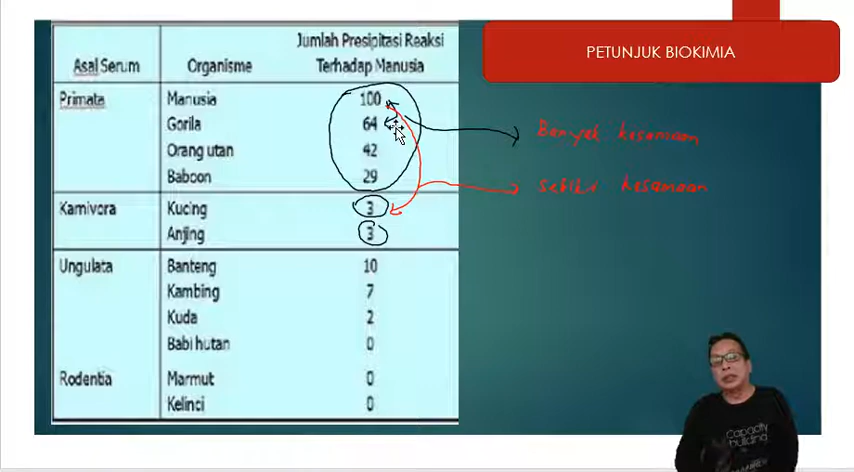 PETUNJUK BIOKIMIA
Asal Serum Organisme Jumlah Presipitasi Reaksi Terhadap Manusia
Primata Manusia 100
Gorila 64
Orang utan 42
Baboon 29
Karnivora Kucing 3
Anjing 3
Ungulata Banteng 10
Kambing 7
Kuda 2
Babi hutan 0
Rodentia Marmut 0
Kelinci 0
Banyak kesamaan
sedikit kesamaan
Capacity
building